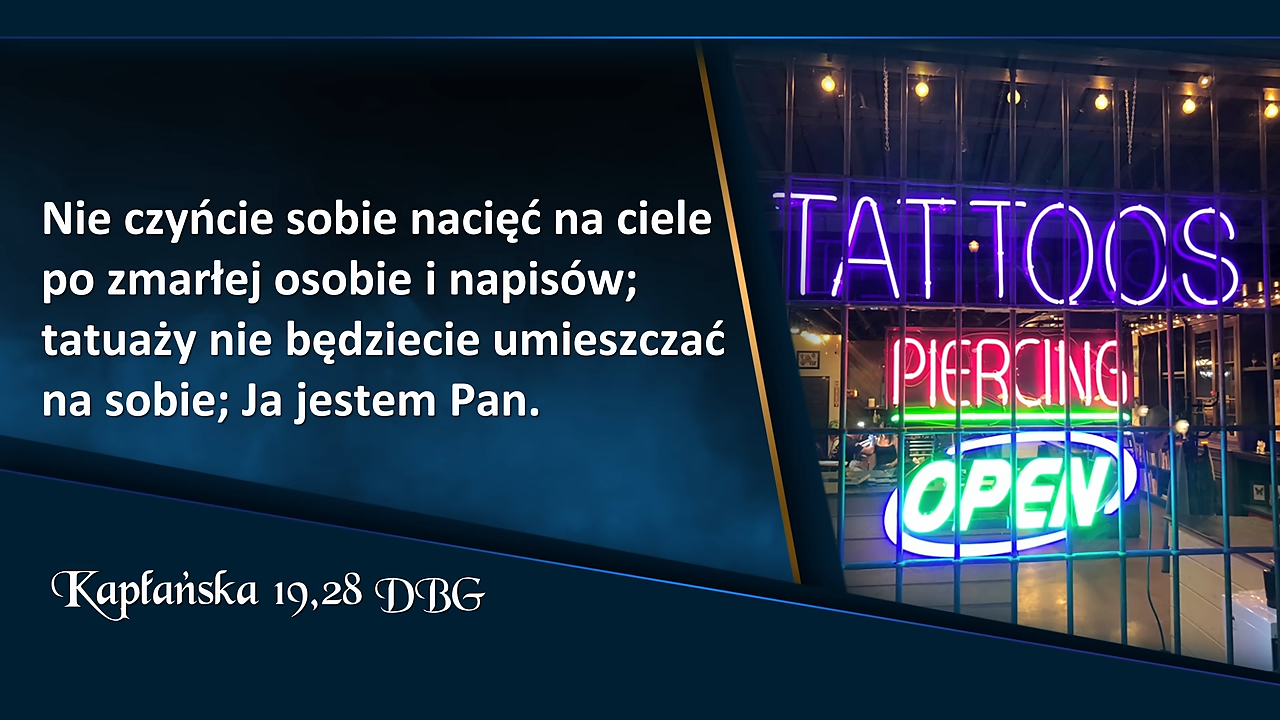 Nie czyńcie sobie nacięć na ciele
po zmarłej osobie i napisów;
tatuaży nie będziecie umieszczać
na sobie; Ja jestem Pan.
Kapłańska 19,28 DBG
TATTOOS
PIERCING
OPEN